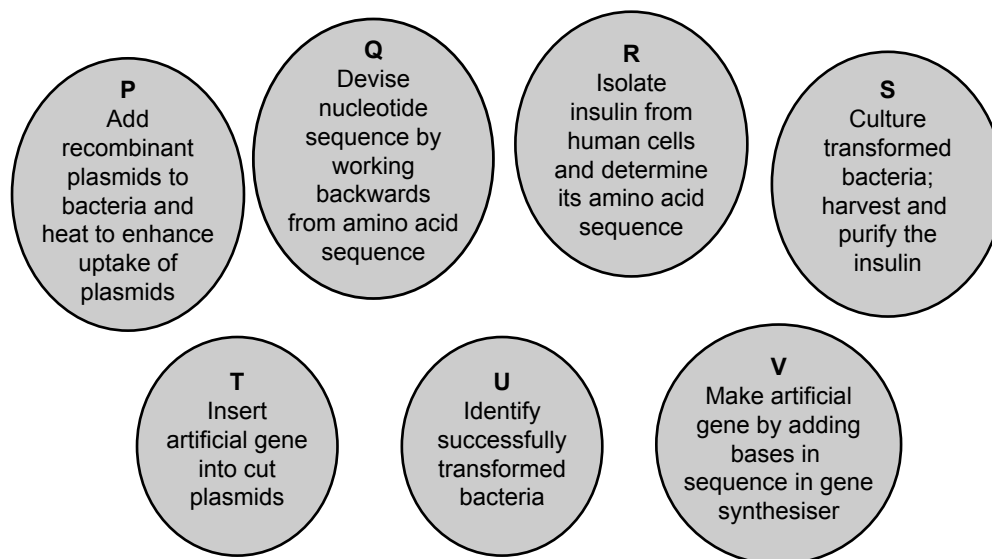 P
Add
recombinant
plasmids to
bacteria and
heat to enhance
uptake of
plasmids
Q
Devise
nucleotide
sequence by
working
backwards
from amino acid
sequence
R
Isolate
insulin from
human cells
and determine
its amino acid
sequence
S
Culture
transformed
bacteria;
harvest and
purify the
insulin
T
Insert
artificial gene
into cut
plasmids
U
Identify
successfully
transformed
bacteria
V
Make artificial
gene by adding
bases in
sequence in gene
synthesiser